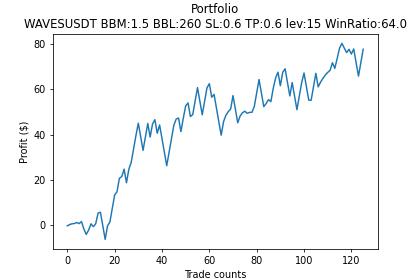 Portfolio
WAVESUSDT BBM:1.5 BBL:260 SL:0.6 TP:0.6 lev:15 WinRatio:64.0
80
60
40
20
0
Profit ($)
0 20 40 60 80 100 120
Trade counts